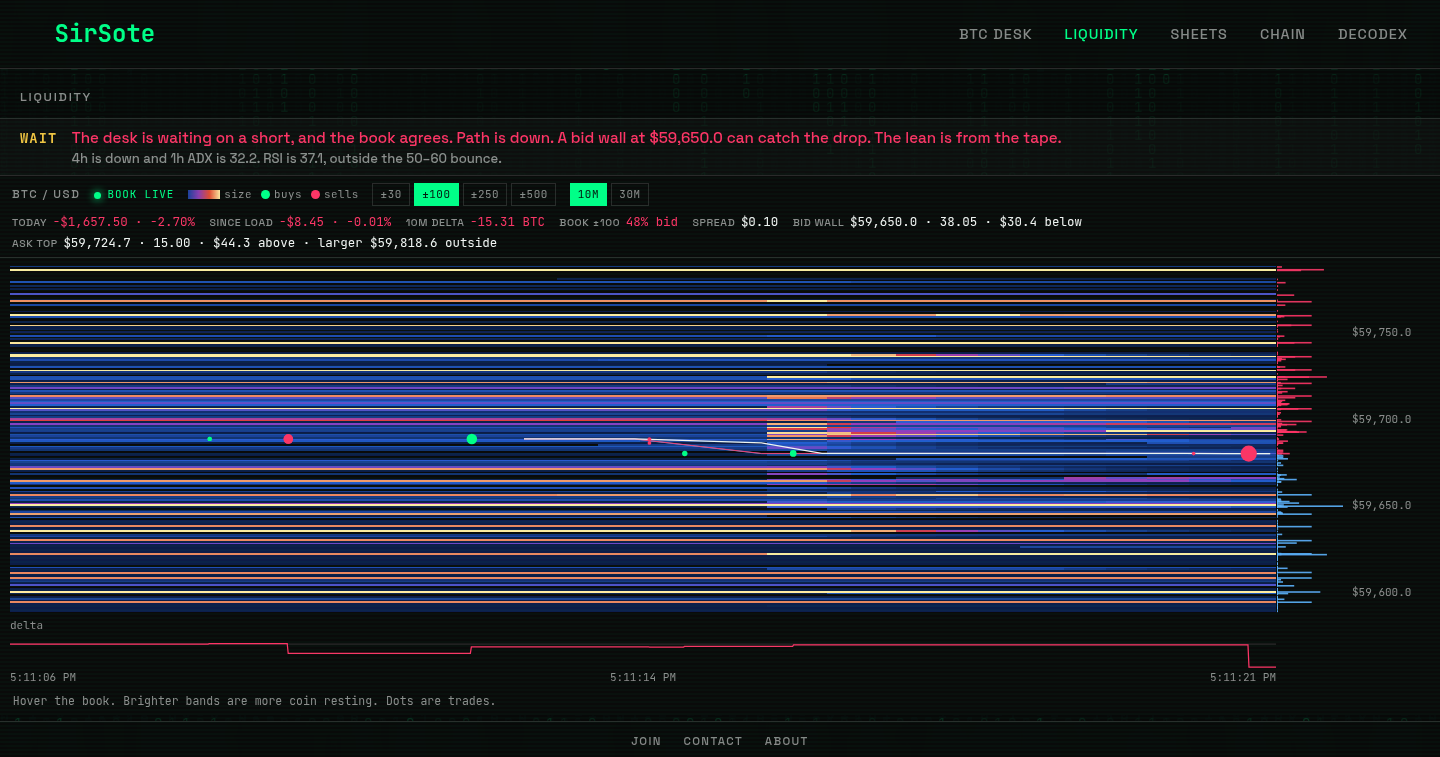 SirSote
BTC DESK LIQUIDITY SHEETS CHAIN DECODEX
LIQUIDITY
WAIT The desk is waiting on a short, and the book agrees. Path is down. A bid wall at $59,650.0 can catch the drop. The lean is from the tape.
4h is down and 1h ADX is 32.2. RSI is 37.1, outside the 50–60 bounce.
BTC / USD BOOK LIVE size buys sells ±30 ±100 ±250 ±500 10M 30M
TODAY -$1,657.50 · -2.70% SINCE LOAD -$8.45 · -0.01% 10M DELTA -15.31 BTC BOOK ±100 48% bid SPREAD $0.10 BID WALL $59,650.0 · 38.05 · $30.4 below
ASK TOP $59,724.7 · 15.00 · $44.3 above · larger $59,818.6 outside
$59,750.0
$59,700.0
$59,650.0
$59,600.0
delta
5:11:06 PM 5:11:14 PM 5:11:21 PM
Hover the book. Brighter bands are more coin resting. Dots are trades.
JOIN CONTACT ABOUT